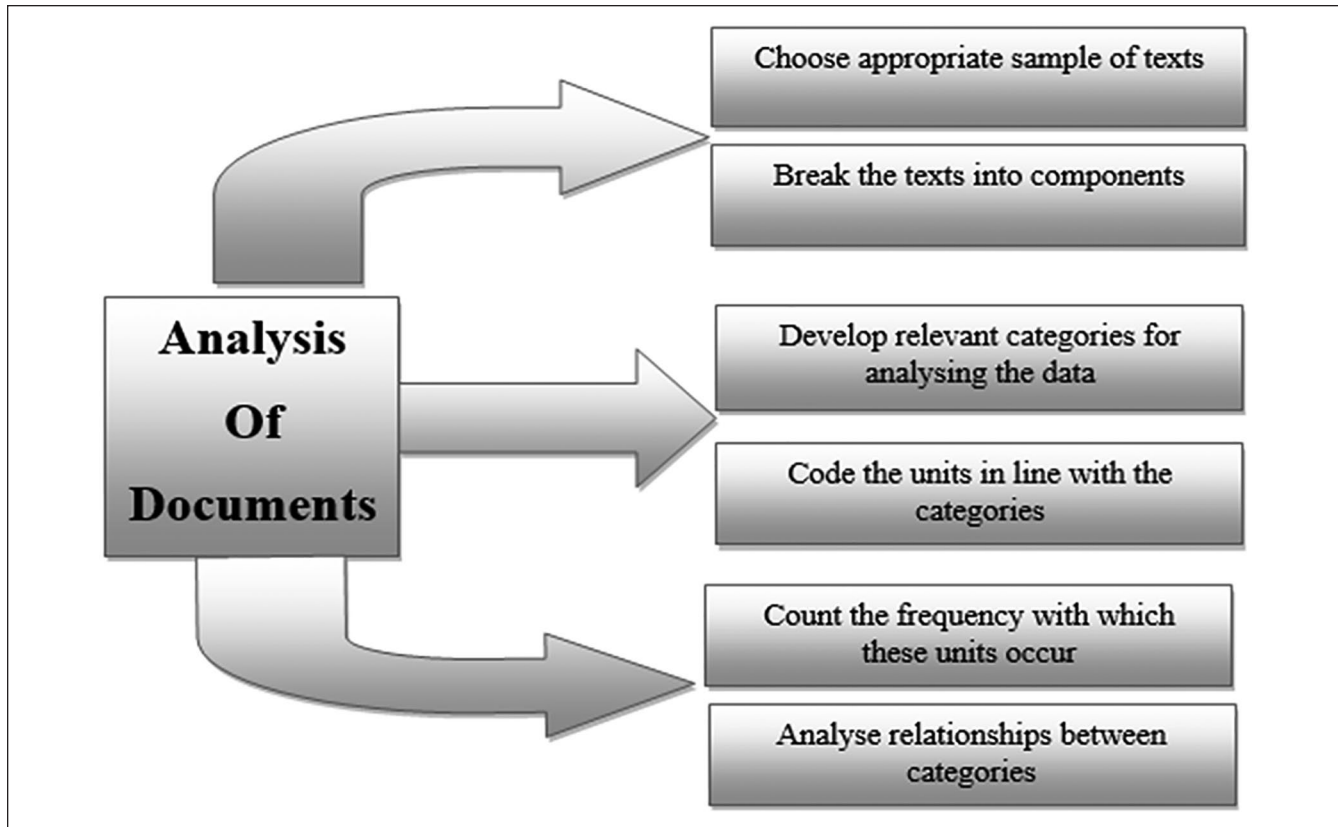 Analysis
Of
Documents
Choose appropriate sample of texts
Break the texts into components
Develop relevant categories for
analysing the data
Code the units in line with the
categories
Count the frequency with which
these units occur
Analyse relationships between
categories